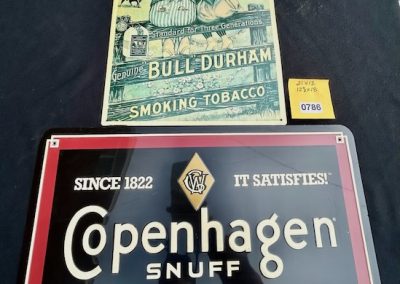 Standard for Three Generations
Genuine "BULL DURHAM
SMOKING TOBACCO
0786
SINCE 1822
IT SATISFIES!
Copenhagen
SNUFF